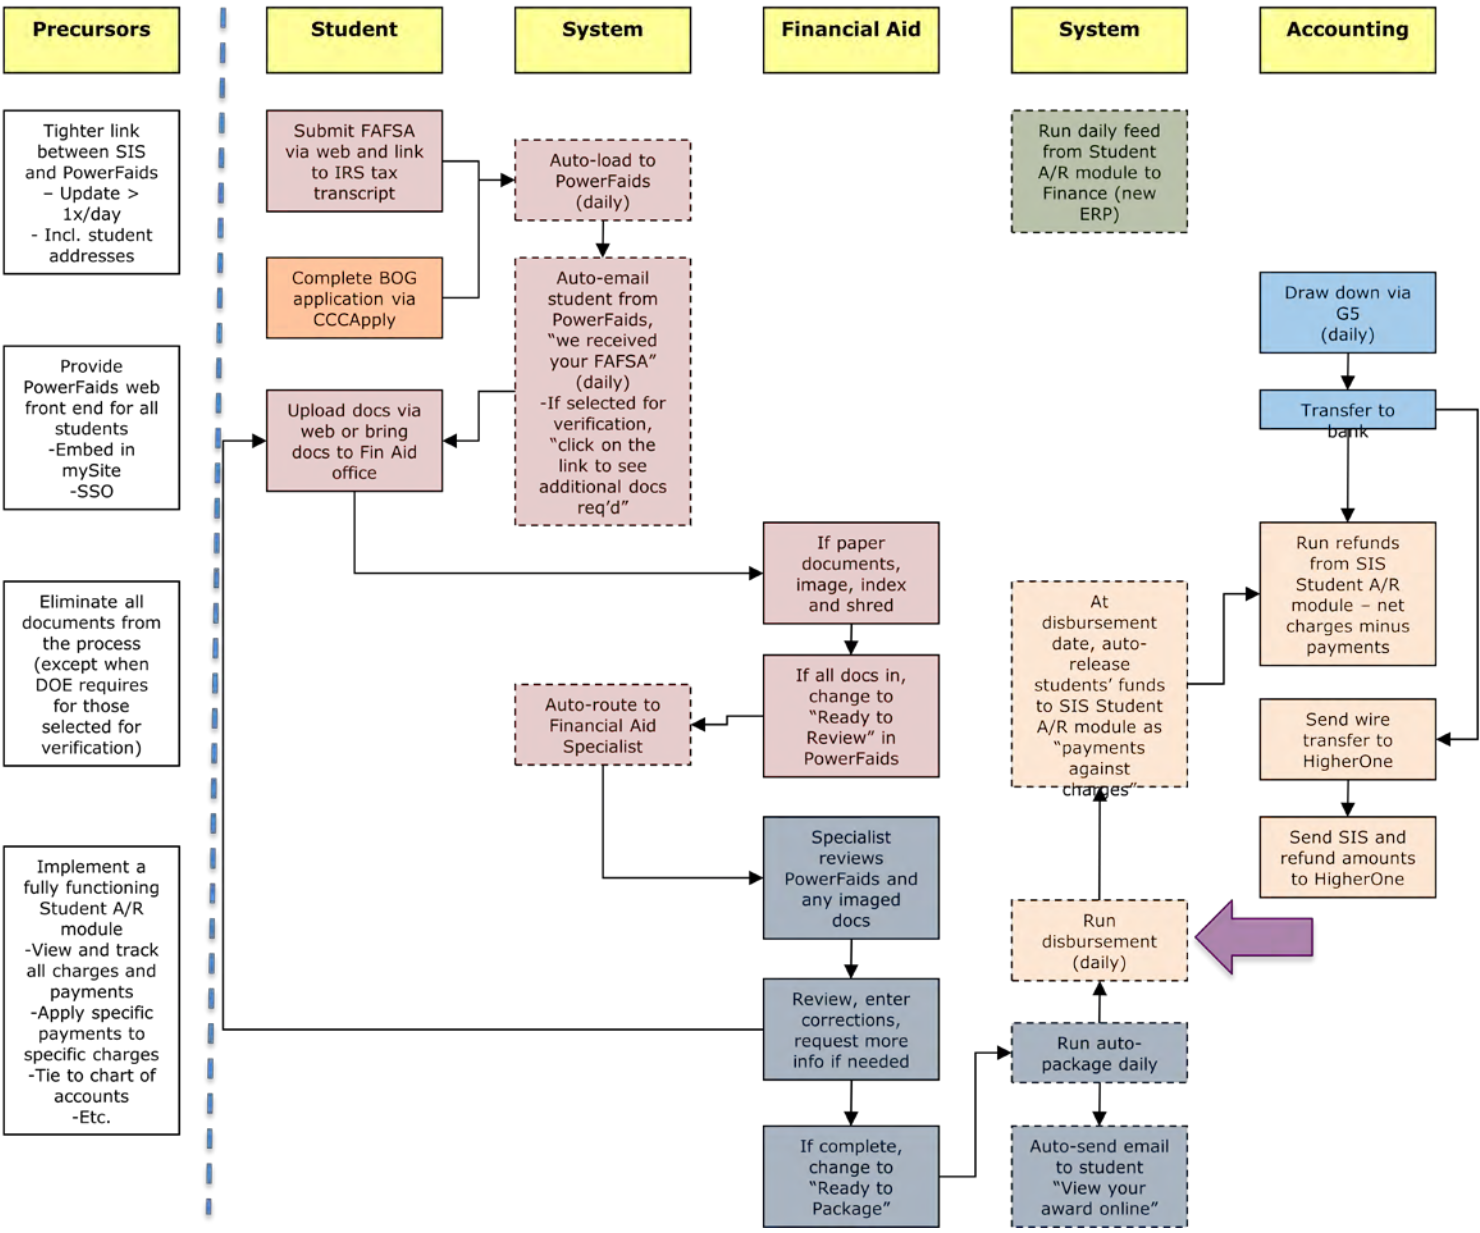 Precursors
Student
System
Financial Aid
System
Accounting
Tighter link
between SIS
and PowerFaids
– Update >
1x/day
- Incl. student
addresses
Provide
PowerFaids web
front end for all
students
-Embed in
mySite
-SSO
Eliminate all
documents from
the process
(except when
DOE requires
for those
selected for
verification)
Implement a
fully functioning
Student A/R
module
-View and track
all charges and
payments
-Apply specific
payments to
specific charges
-Tie to chart of
accounts
-Etc.
Submit FAFSA
via web and link
to IRS tax
transcript
Complete BOG
application via
CCCApply
Upload docs via
web or bring
docs to Fin Aid
office
Auto-load to
PowerFaids
(daily)
Auto-email
student from
PowerFaids,
“we received
your FAFSA”
(daily)
-If selected for
verification,
“click on the
link to see
additional docs
req’d”
Auto-route to
Financial Aid
Specialist
If paper
documents,
image, index
and shred
If all docs in,
change to
“Ready to
Review” in
PowerFaids
Specialist
reviews
PowerFaids and
any imaged
docs
Review, enter
corrections,
request more
info if needed
If complete,
change to
“Ready to
Package”
Run daily feed
from Student
A/R module to
Finance (new
ERP)
At
disbursement
date, auto-
release
students’ funds
to SIS Student
A/R module as
“payments
against
charges”
Run
disbursement
(daily)
Run auto-
package daily
Auto-send email
to student
“View your
award online”
Draw down via
G5
(daily)
Transfer to
bank
Run refunds
from SIS
Student A/R
module – net
charges minus
payments
Send wire
transfer to
HigherOne
Send SIS and
refund amounts
to HigherOne